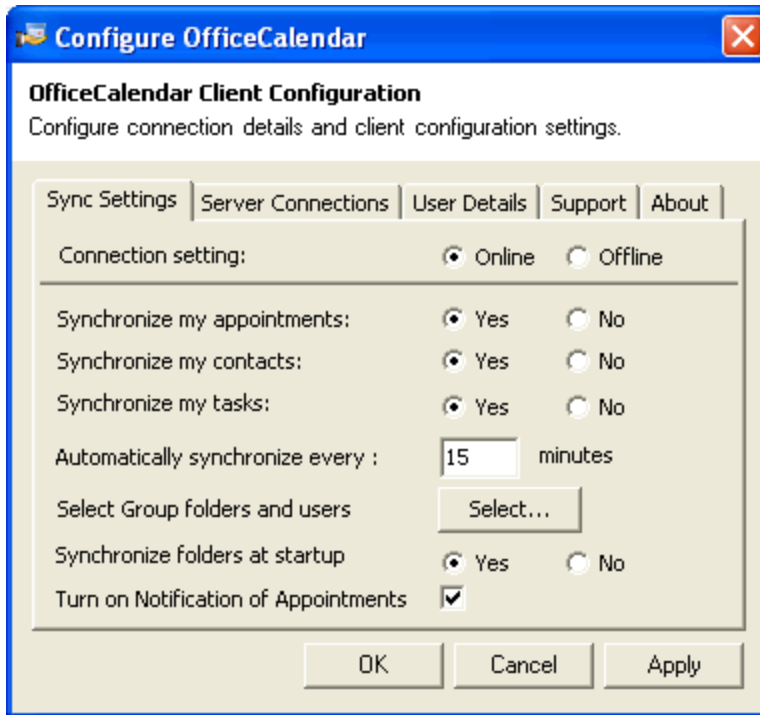 Configure OfficeCalendar
OfficeCalendar Client Configuration
Configure connection details and client configuration settings.
Sync Settings Server Connections User Details Support About
Connection setting: Online Offline
Synchronize my appointments: Yes No
Synchronize my contacts: Yes No
Synchronize my tasks: Yes No
Automatically synchronize every : 15 minutes
Select Group folders and users Select...
Synchronize folders at startup Yes No
Turn on Notification of Appointments
OK Cancel Apply